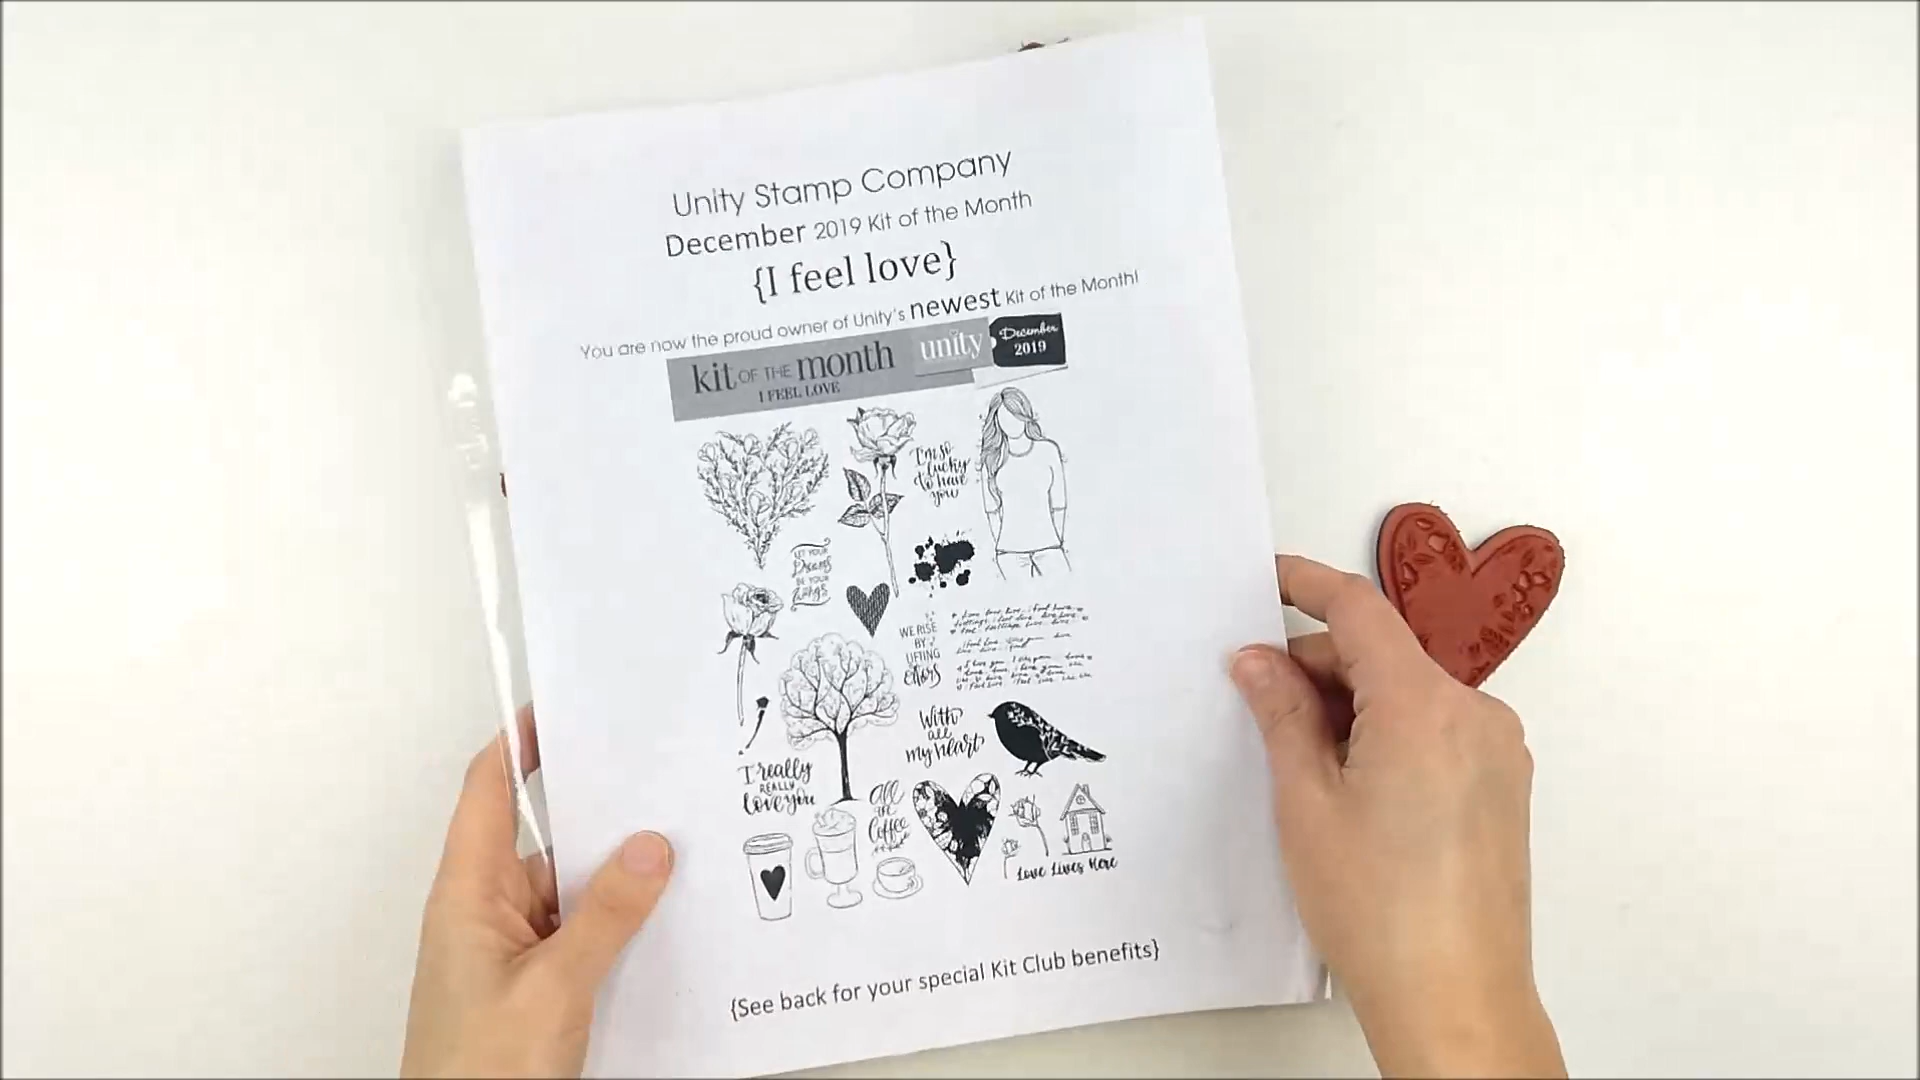 Unity Stamp Company
December 2019 Kit of the Month
{I feel love}
You are now the proud owner of Unity's newest Kit of the Month!
kit OF THE month
I FEEL LOVE
unity
December
2019
I'm so
lucky
to have
you
LET YOUR
Dreams
BE YOUR
Wings
WE RISE
BY
LIFTING
others
With
all
my heart
I really
REALLY
love you
All
the
Coffee
Love Lives Here
{See back for your special Kit Club benefits}